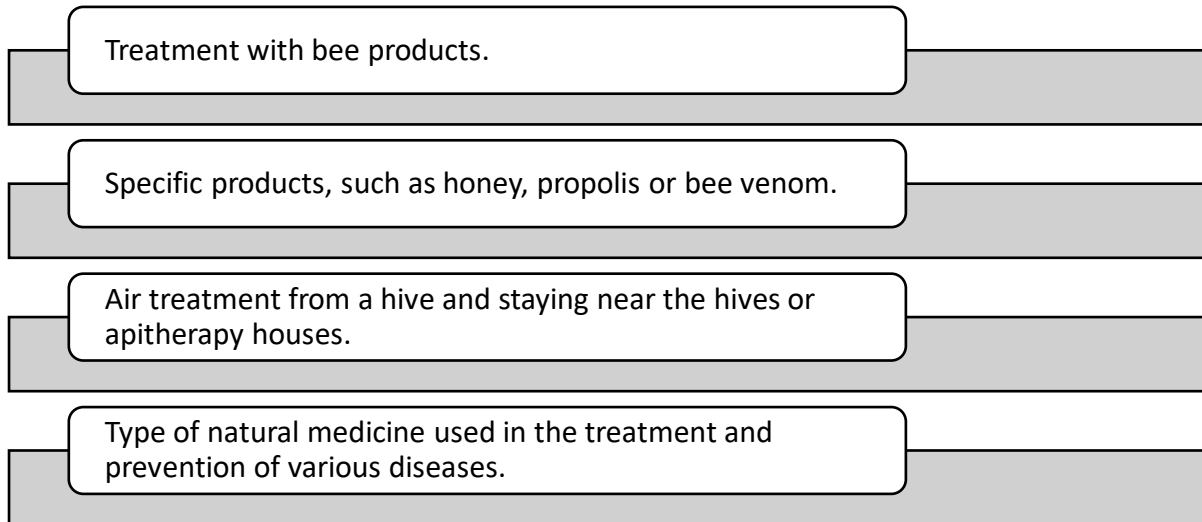 Treatment with bee products.
Specific products, such as honey, propolis or bee venom.
Air treatment from a hive and staying near the hives or
apitherapy houses.
Type of natural medicine used in the treatment and
prevention of various diseases.